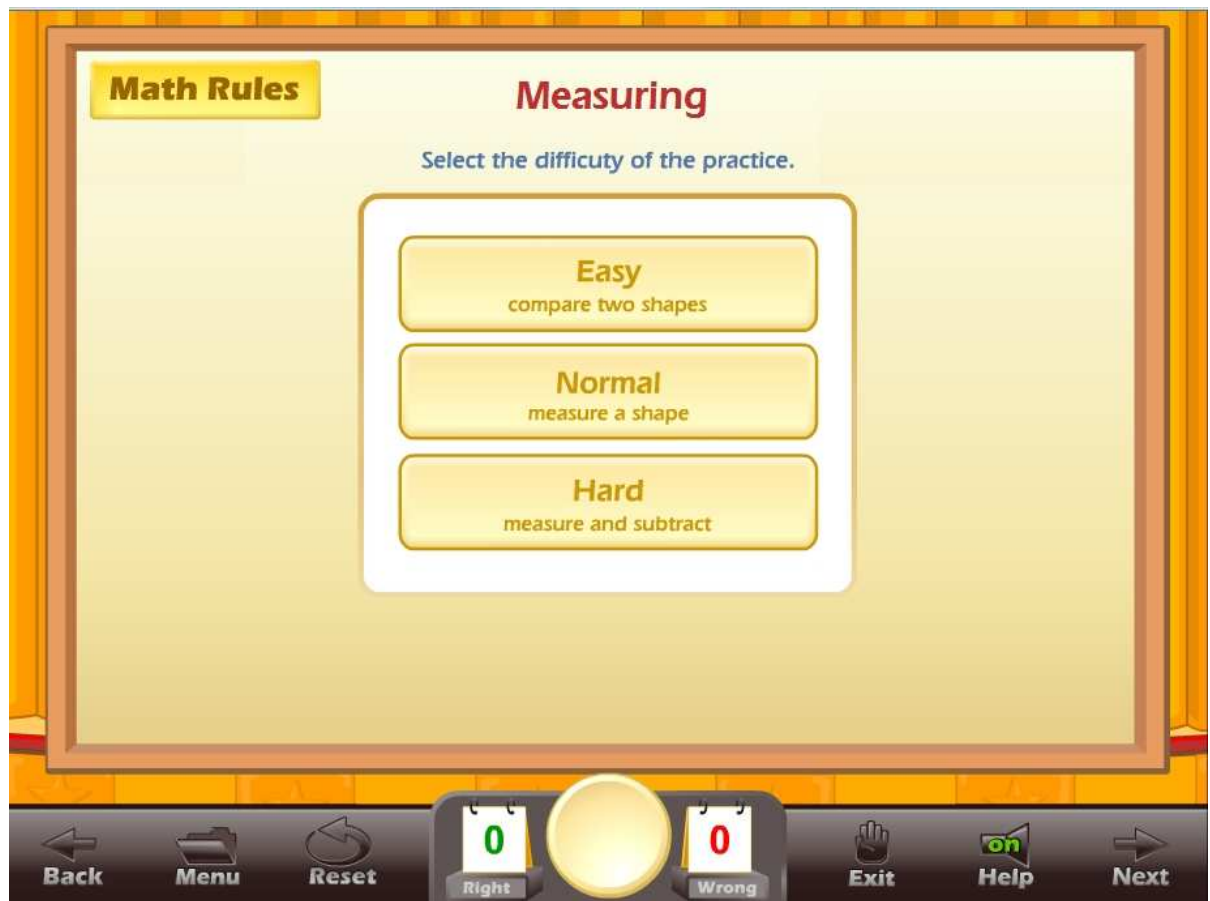 Math Rules
Measuring
Select the difficuty of the practice.
Easy
compare two shapes
Normal
measure a shape
Hard
measure and subtract
0
Right
0
Wrong
Back
Menu
Reset
Exit
on
Help
Next